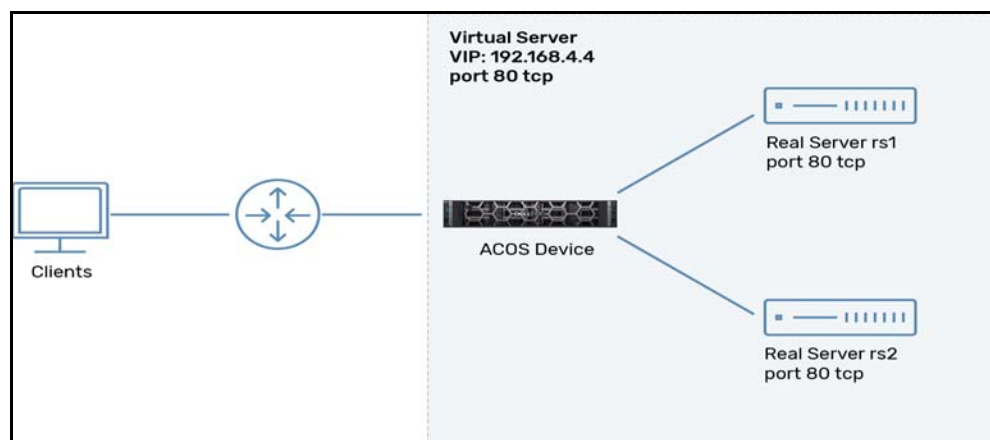 Virtual Server
VIP: 192.168.4.4
port 80 tcp
Real Server rs1
port 80 tcp
ACOS Device
Clients
Real Server rs2
port 80 tcp